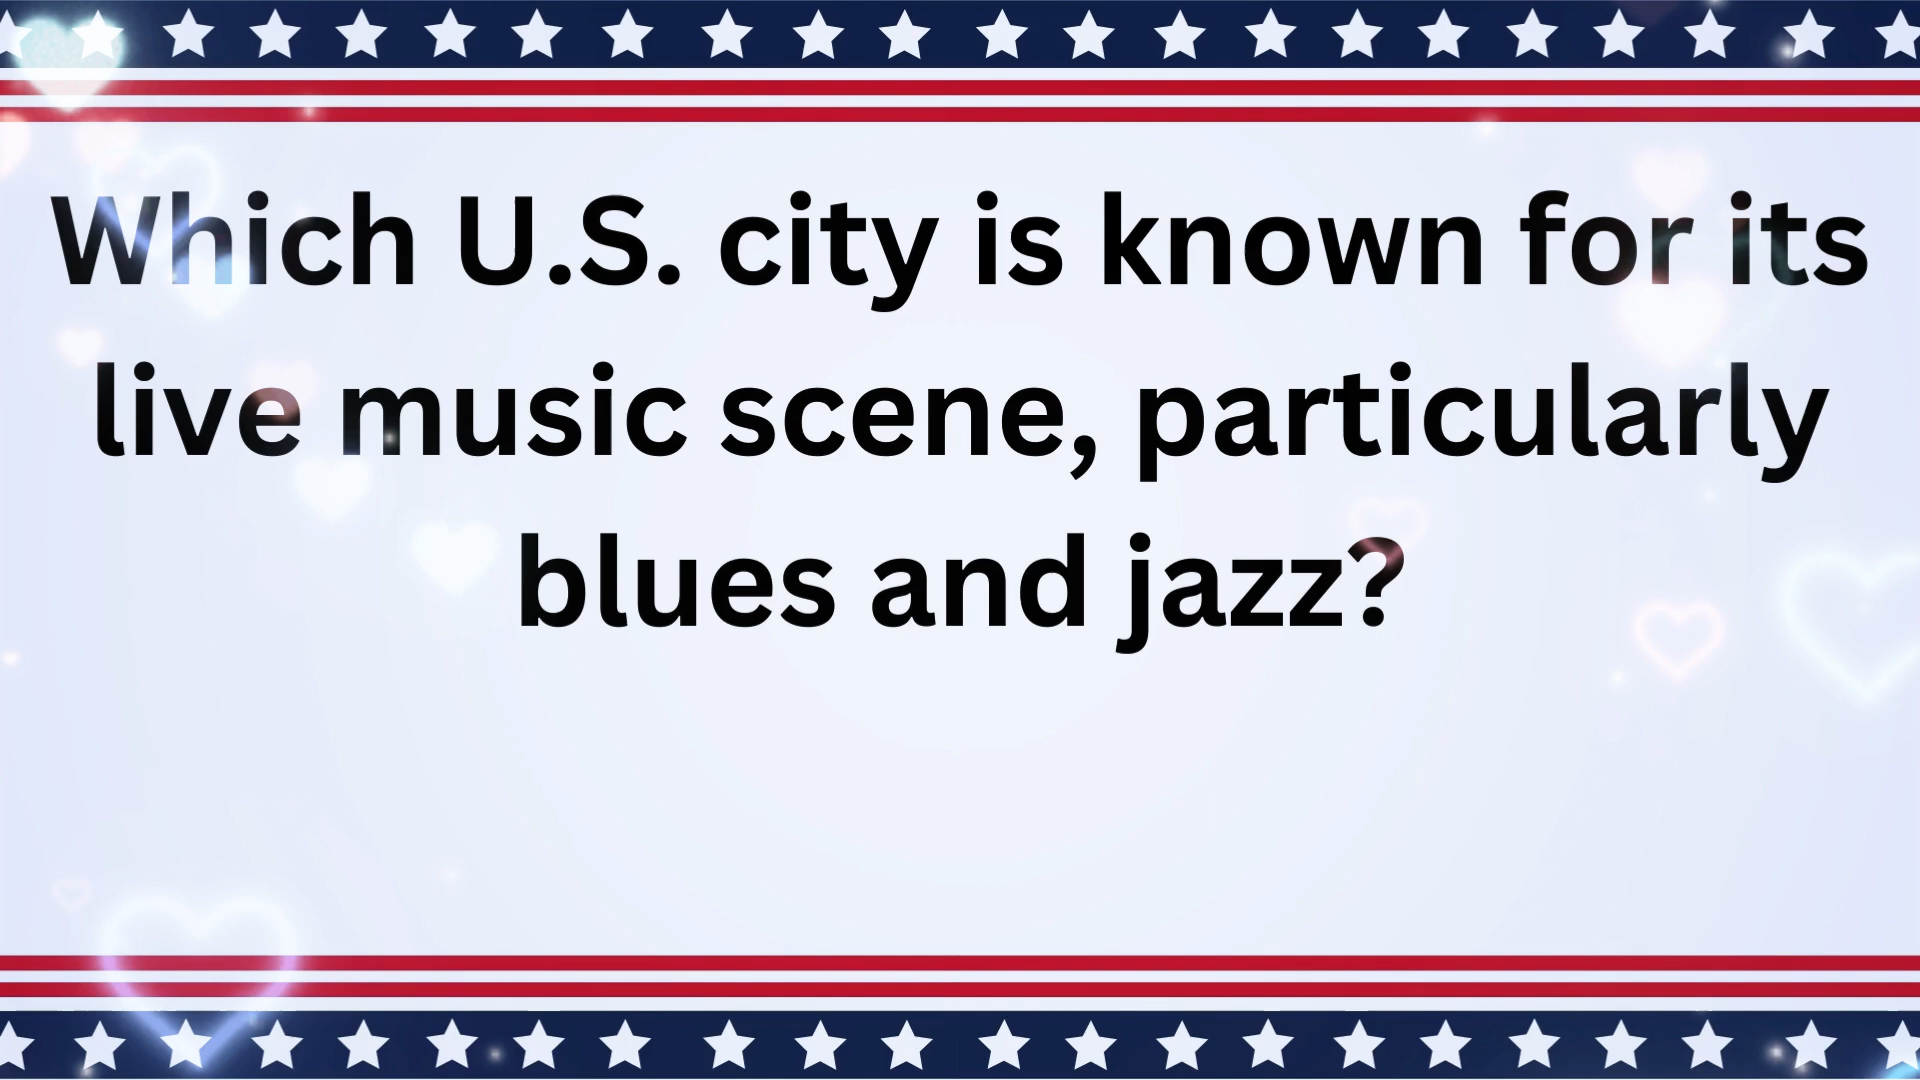 Which U.S. city is known for its
live music scene, particularly
blues and jazz?